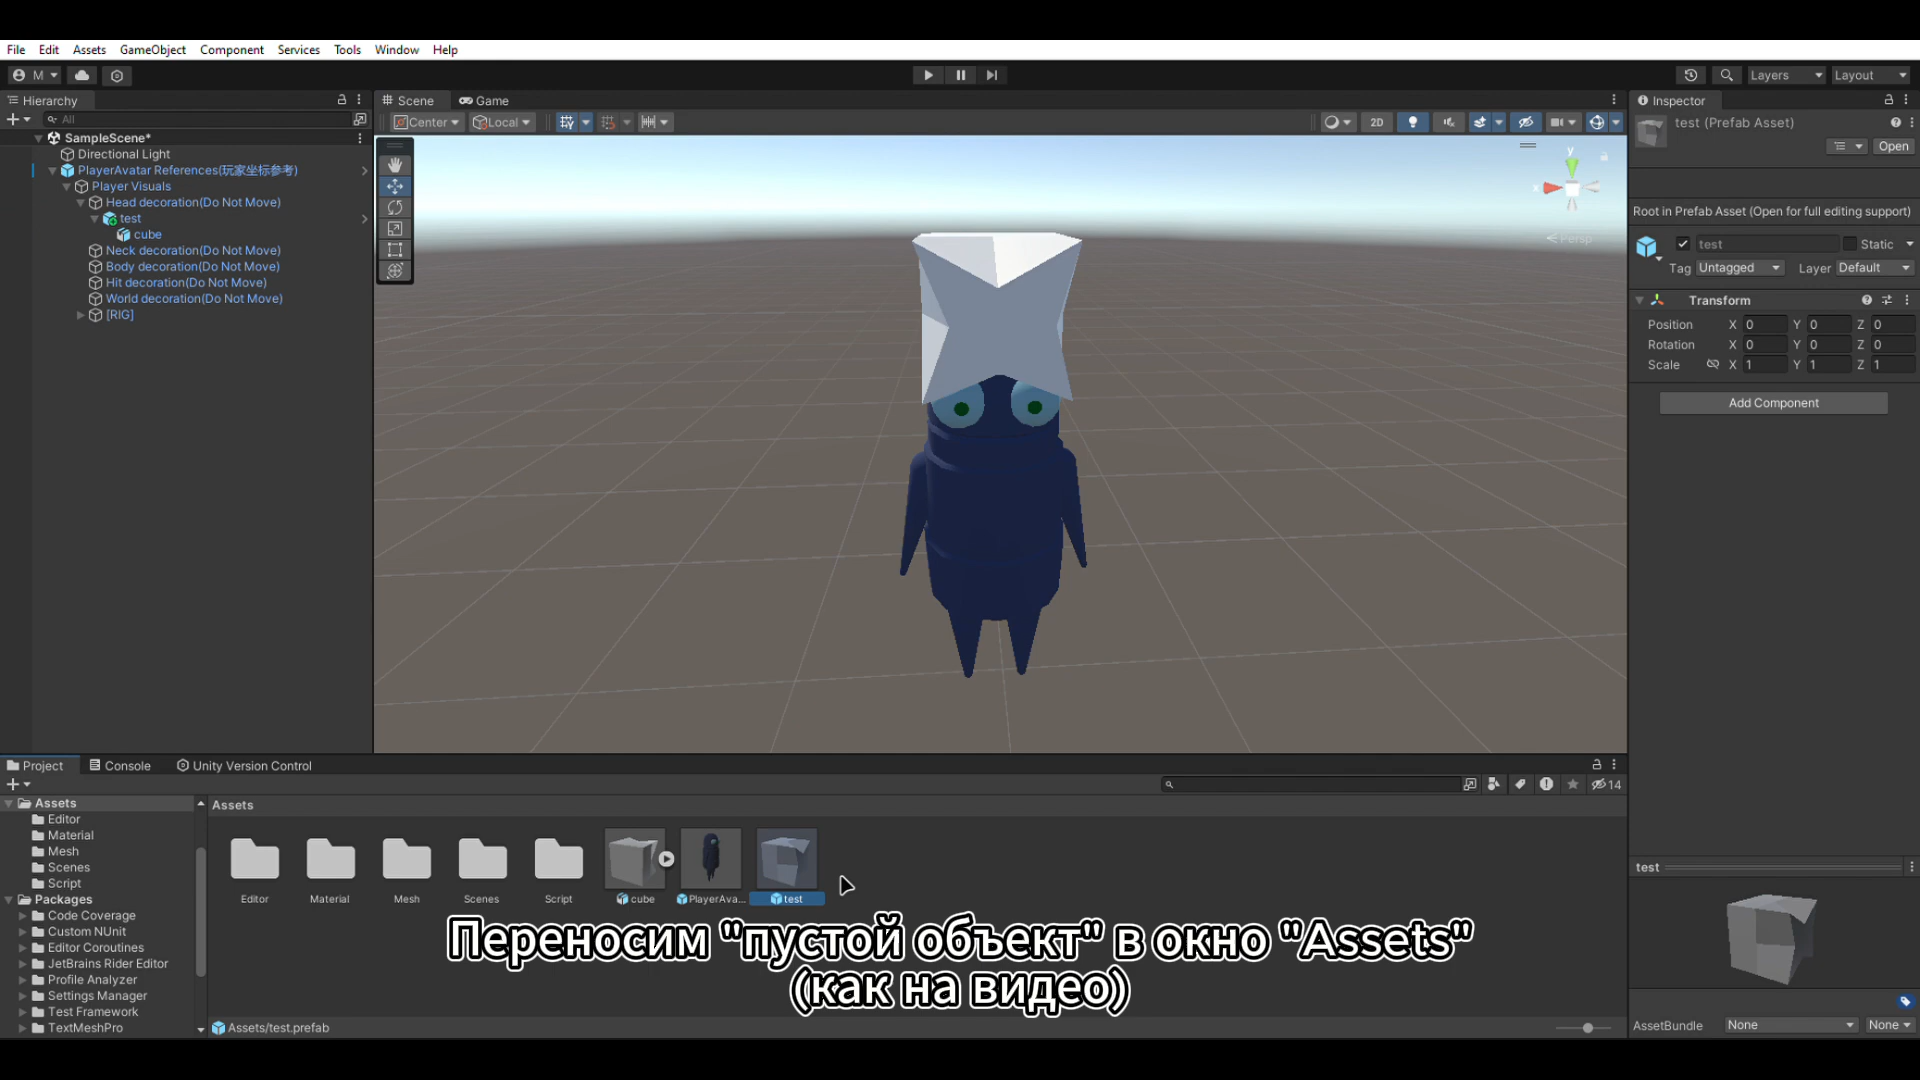 File Edit Assets GameObject Component Services Tools Window Help
M Layers Layout
Hierarchy
All
SampleScene*
Directional Light
PlayerAvatar References(玩家坐标参考)
Player Visuals
Head decoration(Do Not Move)
test
cube
Neck decoration(Do Not Move)
Body decoration(Do Not Move)
Hit decoration(Do Not Move)
World decoration(Do Not Move)
[RIG]
Scene Game
Center Local 2D
y
x
Persp
Inspector
test (Prefab Asset)
Open
Root in Prefab Asset (Open for full editing support)
test Static
Tag Untagged Layer Default
Transform
Position X 0 Y 0 Z 0
Rotation X 0 Y 0 Z 0
Scale X 1 Y 1 Z 1
Add Component
Project Console Unity Version Control
14
Assets
Editor
Material
Mesh
Scenes
Script
Packages
Code Coverage
Custom NUnit
Editor Coroutines
JetBrains Rider Editor
Profile Analyzer
Settings Manager
Test Framework
TextMeshPro
Assets
Editor Material Mesh Scenes Script cube PlayerAva... test
Переносим "пустой объект" в окно "Assets"
(как на видео)
Assets/test.prefab
test
AssetBundle None None